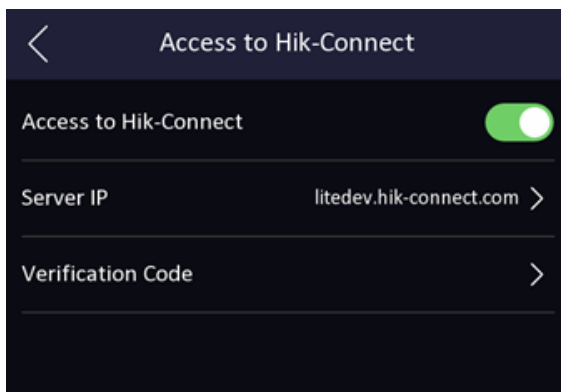 Access to Hik-Connect
Access to Hik-Connect
Server IP litedev.hik-connect.com
Verification Code